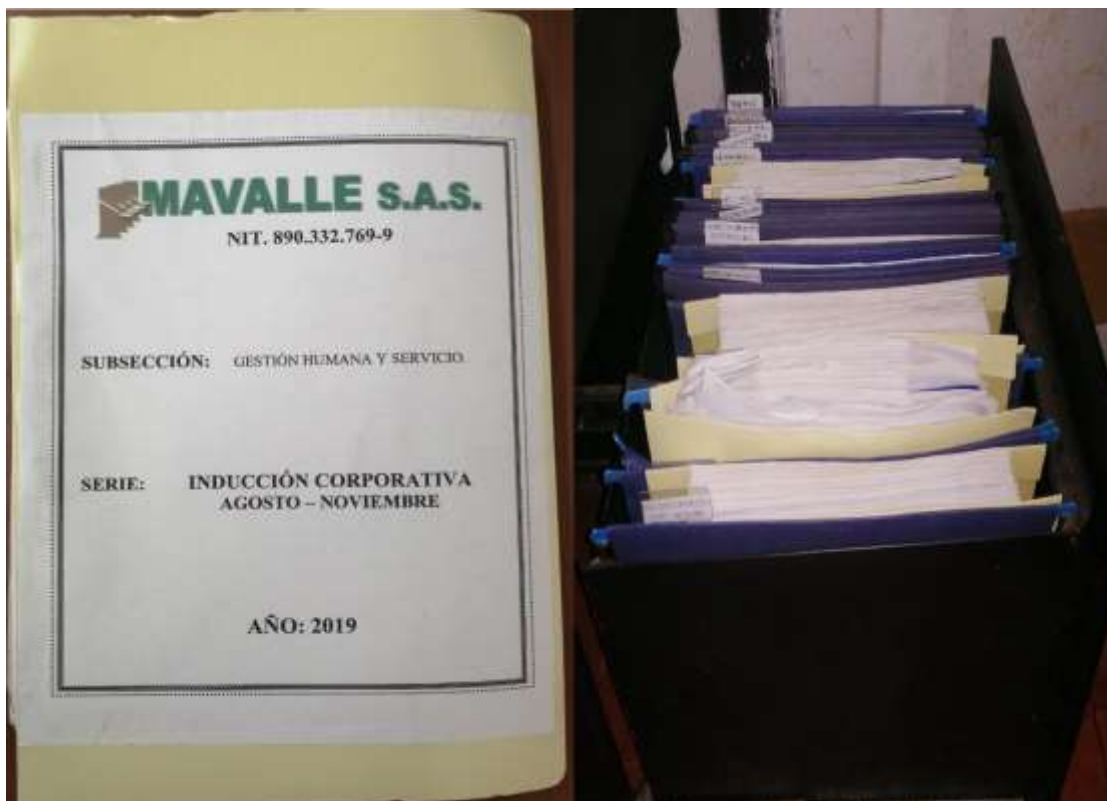 MAVALLE S.A.S.
NIT. 890.332.769-9
SUBSECCIÓN: GESTIÓN HUMANA Y SERVICIO.
SERIE: INDUCCIÓN CORPORATIVA
AGOSTO – NOVIEMBRE
AÑO: 2019